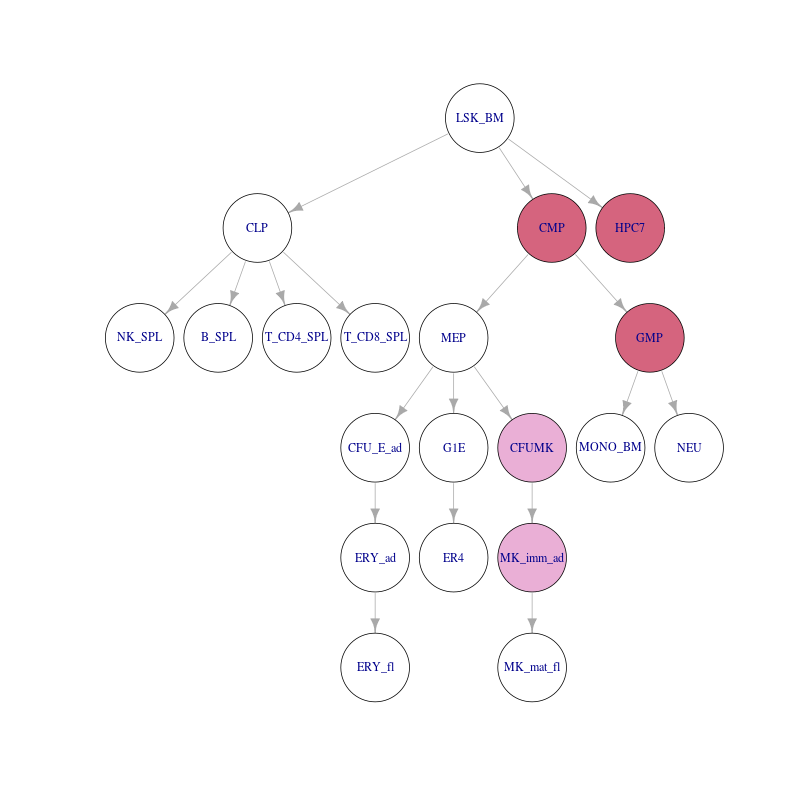 LSK_BM
CLP
CMP
HPC7
NK_SPL
B_SPL
T_CD4_SPL
T_CD8_SPL
MEP
GMP
CFU_E_ad
G1E
CFUMK
MONO_BM
NEU
ERY_ad
ER4
MK_imm_ad
ERY_fl
MK_mat_fl